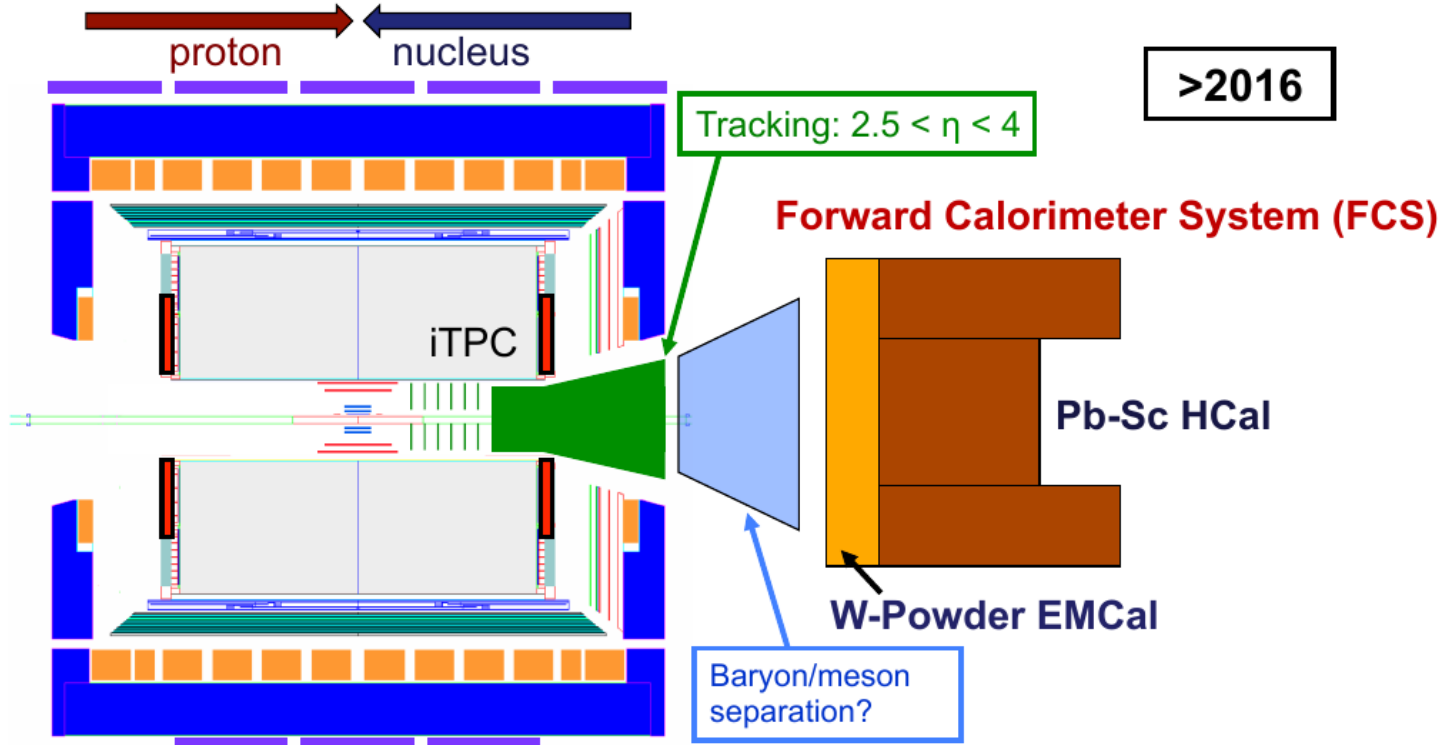 proton
nucleus
>2016
Tracking: 2.5 < η < 4
Forward Calorimeter System (FCS)
iTPC
Pb-Sc HCal
W-Powder EMCal
Baryon/meson
separation?